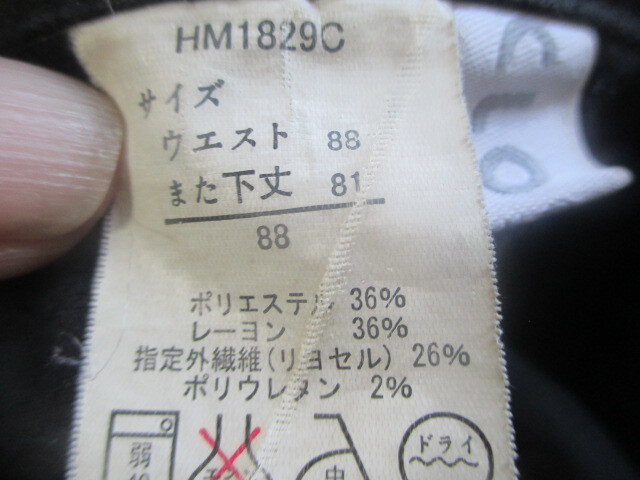 HM1829C
サイズ
ウエスト 88
また下丈 81
88
ポリエステル 36%
レーヨン 36%
指定外繊維(リヨセル) 26%
ポリウレタン 2%
弱
中
ドライ